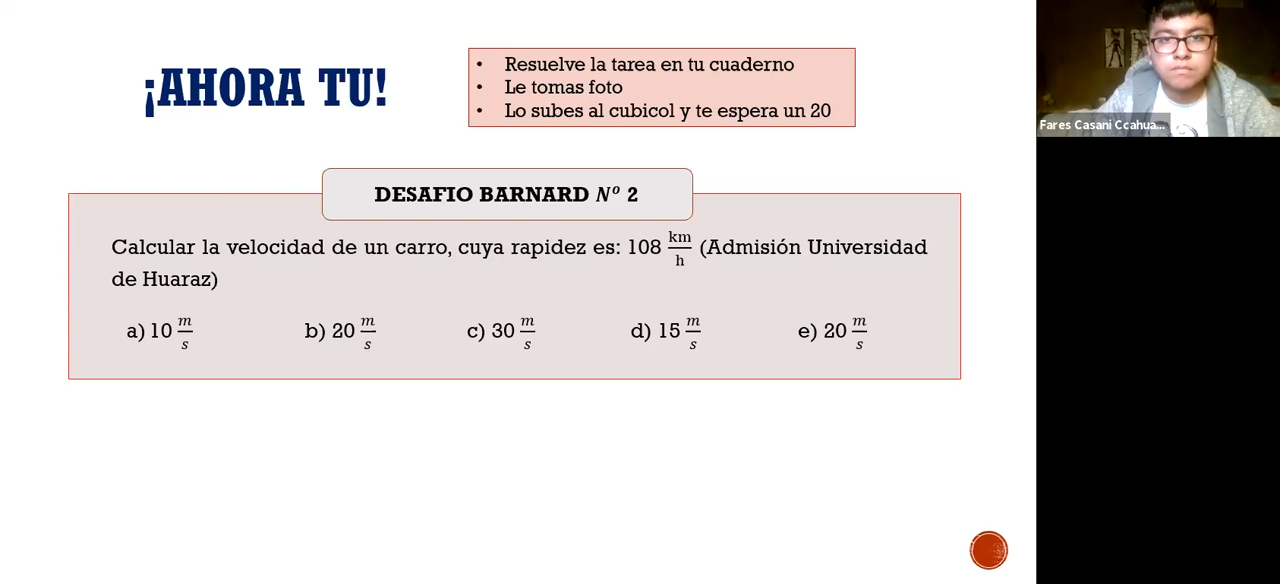 ¡AHORA TU!
• Resuelve la tarea en tu cuaderno
• Le tomas foto
• Lo subes al cubicol y te espera un 20
Fares Casani Ccahua...
DESAFIO BARNARD Nº 2
Calcular la velocidad de un carro, cuya rapidez es: 108 km/h (Admisión Universidad
de Huaraz)
a) 10 m/s b) 20 m/s c) 30 m/s d) 15 m/s e) 20 m/s